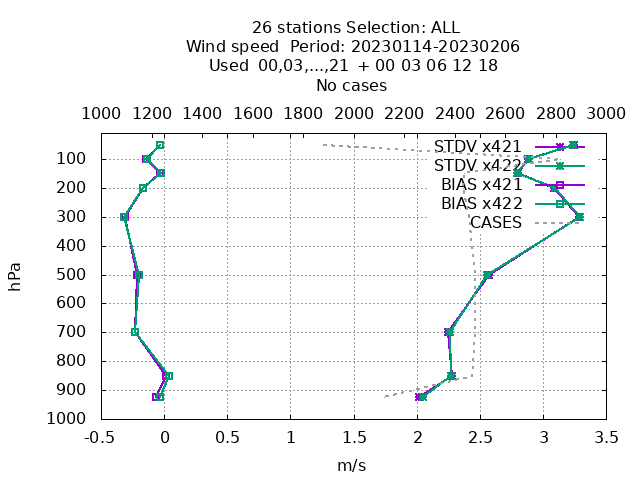 26 stations Selection: ALL
Wind speed  Period: 20230114-20230206
Used  00,03,...,21  + 00 03 06 12 18
No cases
1000 1200 1400 1600 1800 2000 2200 2400 2600 2800 3000
STDV x421
STDV x422
BIAS x421
BIAS x422
CASES
100
200
300
400
500
600
700
800
900
1000
hPa
-0.5 0 0.5 1 1.5 2 2.5 3 3.5
m/s